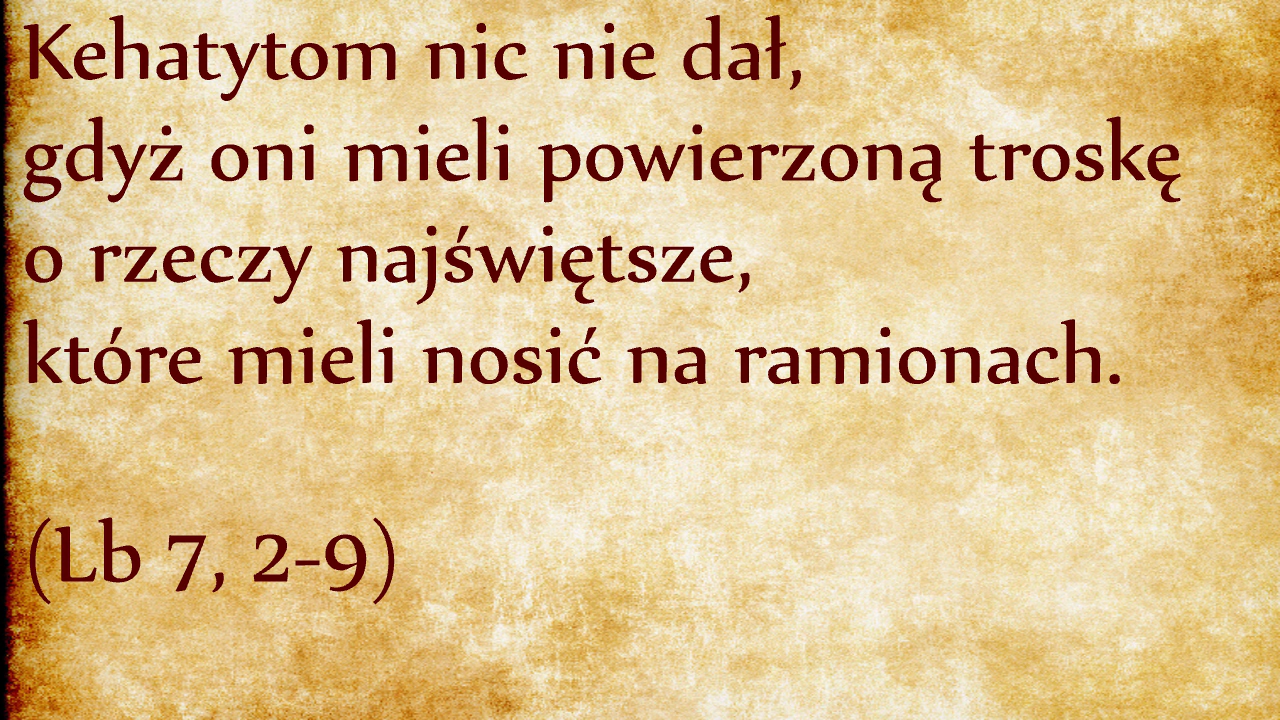 Kehatytom nic nie dał,
gdyż oni mieli powierzoną troskę
o rzeczy najświętsze,
które mieli nosić na ramionach.
(Lb 7, 2-9)